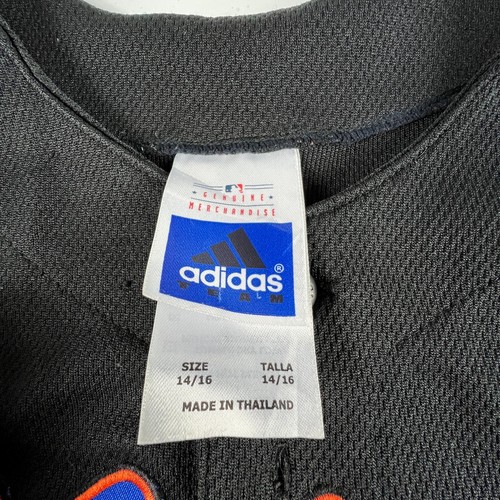 GENUINE
MERCHANDISE
adidas®
TEAM
SIZE TALLA
14/16 14/16
MADE IN THAILAND